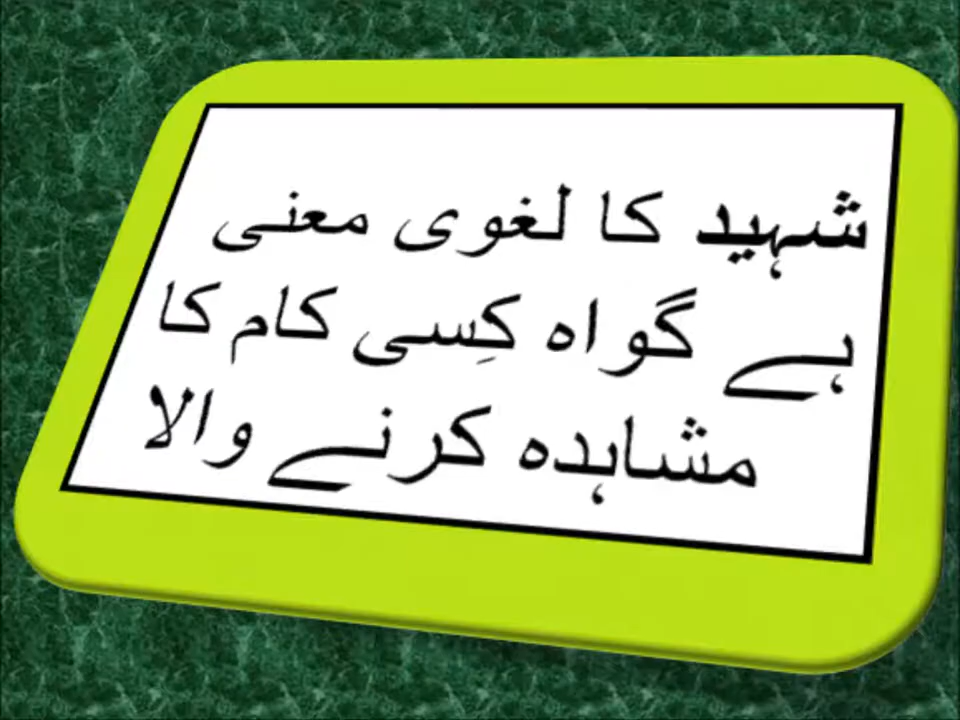 شہید کا لغوی معنی
ہے گواہ کِسی کام کا
مشاہدہ کرنے والا